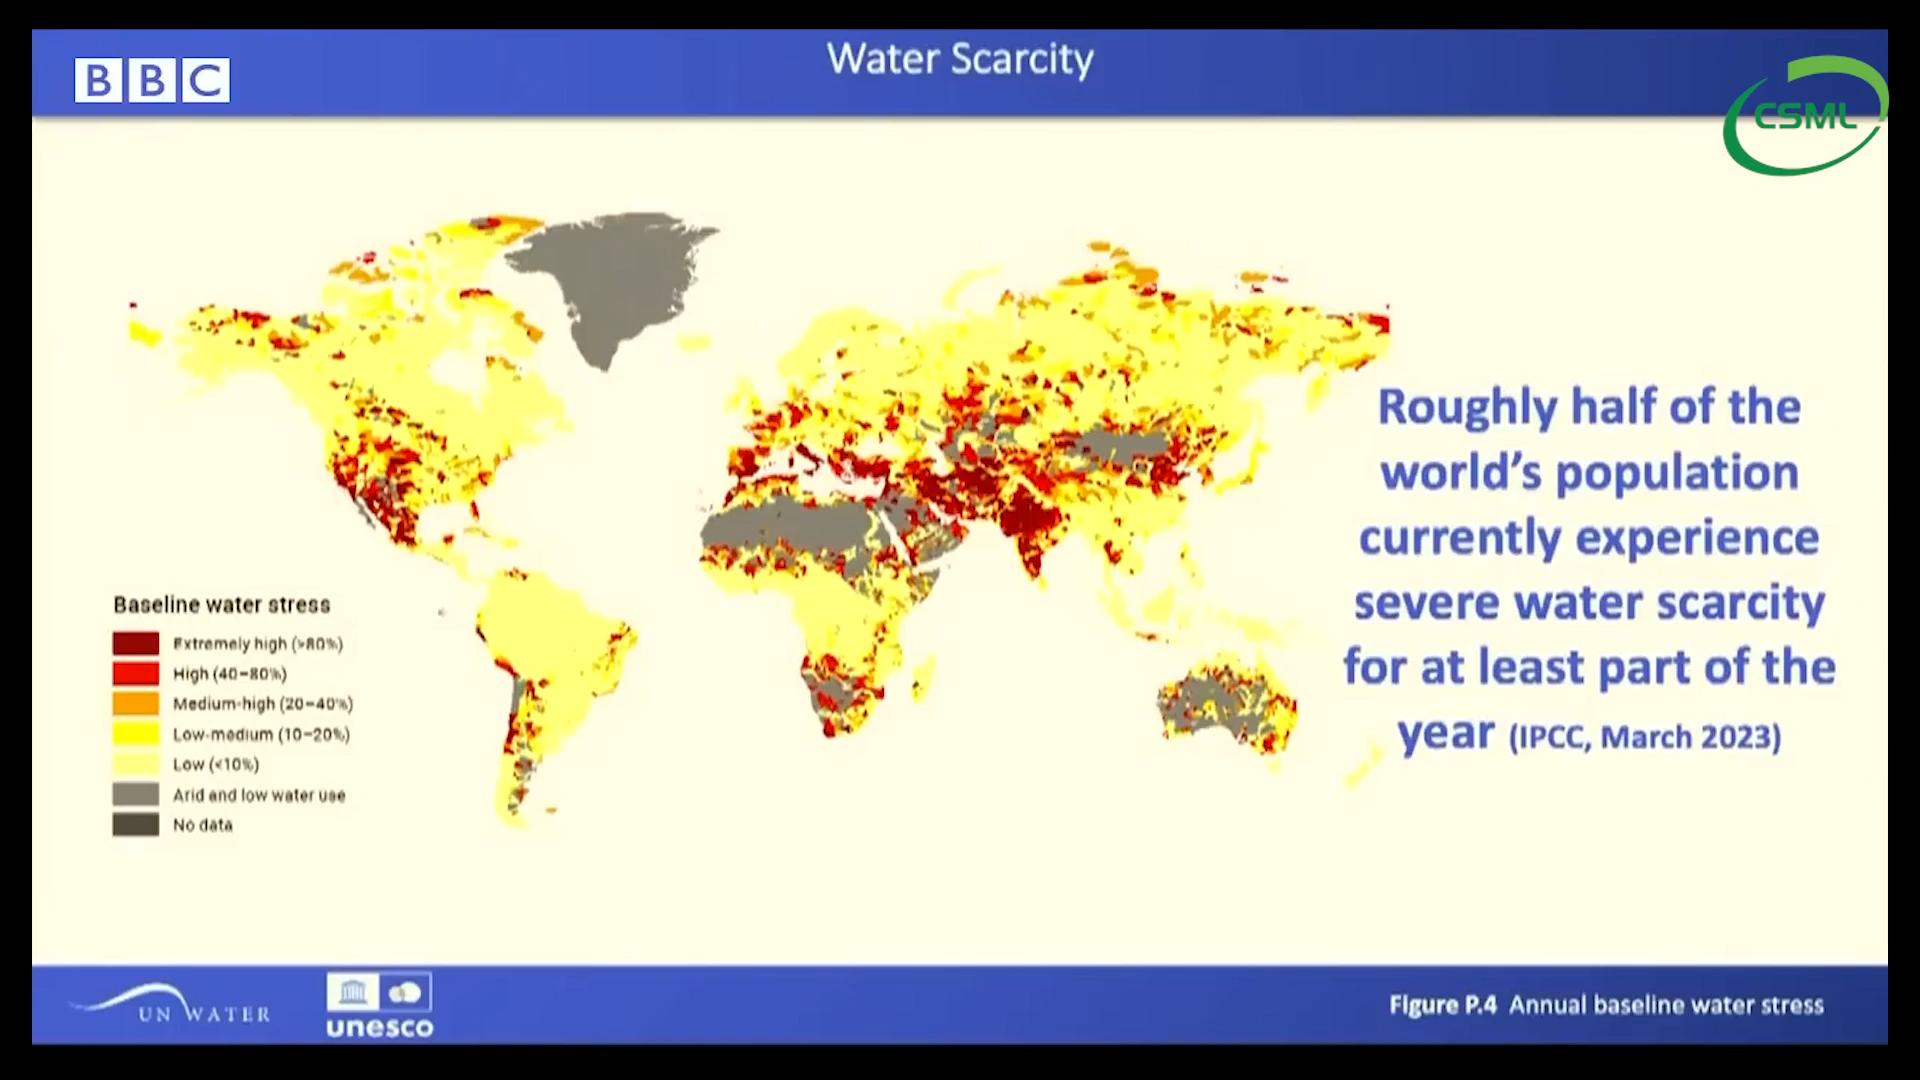 Water Scarcity
BBC
CSML
Roughly half of the
world’s population
currently experience
severe water scarcity
for at least part of the
year (IPCC, March 2023)
Baseline water stress
Extremely high (>80%)
High (40–80%)
Medium-high (20–40%)
Low-medium (10–20%)
Low (<10%)
Arid and low water use
No data
UN WATER
unesco
Figure P.4 Annual baseline water stress